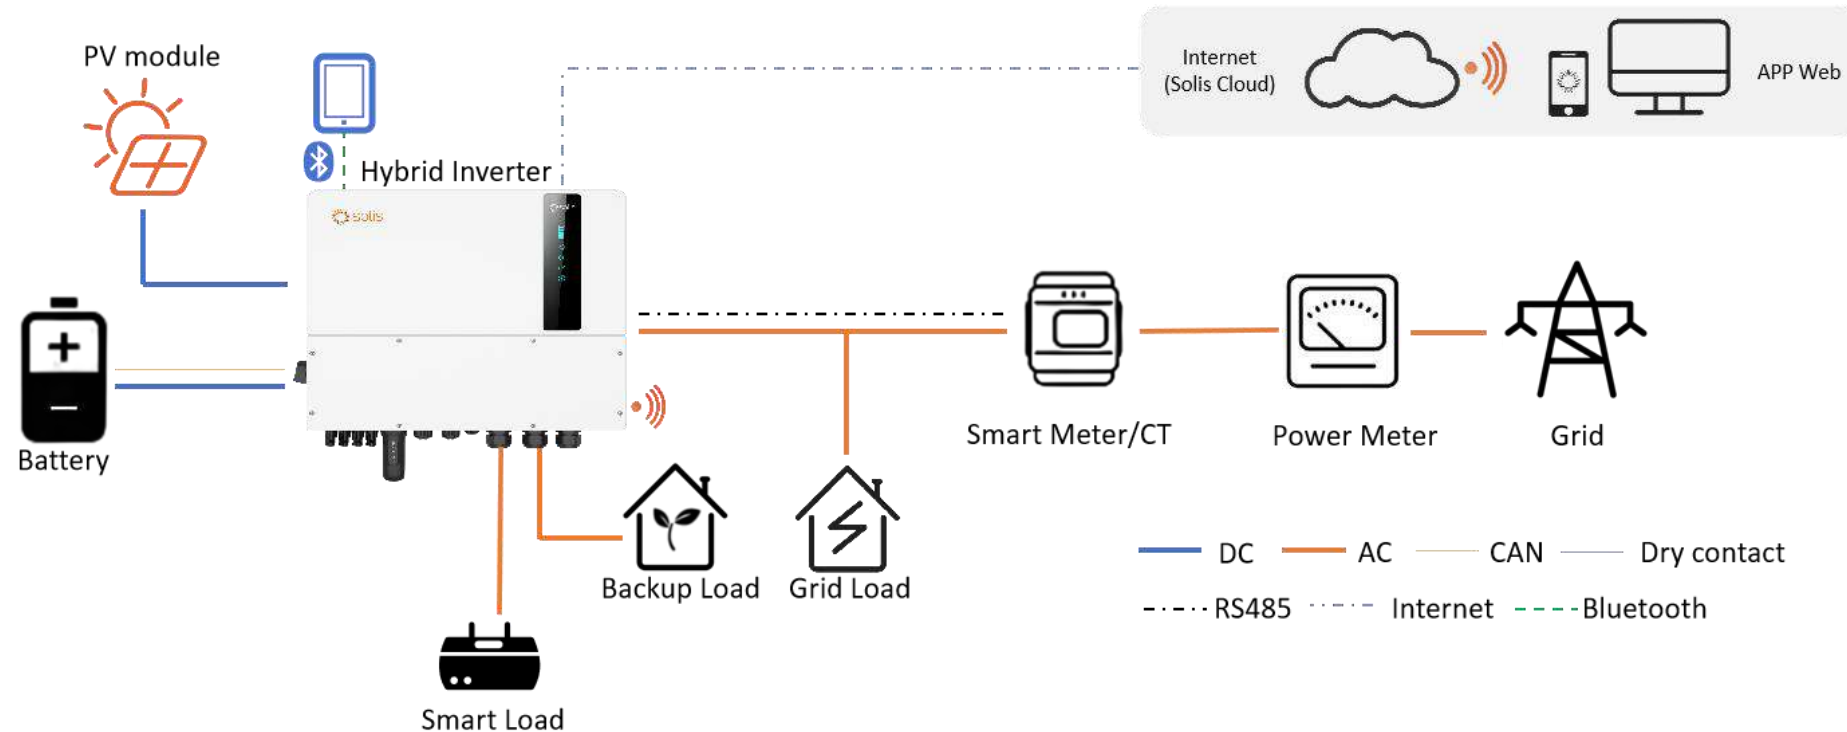 PV module
Hybrid Inverter
solis
Internet
(Solis Cloud)
APP Web
Battery
Smart Meter/CT
Power Meter
Grid
Backup Load
Grid Load
Smart Load
DC
AC
CAN
Dry contact
RS485
Internet
Bluetooth